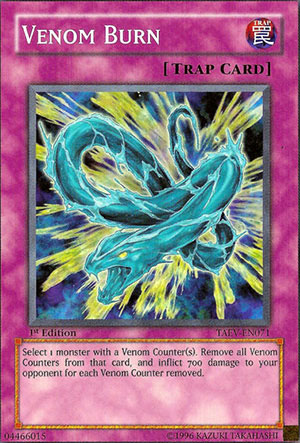 VENOM BURN
TRAP
罠
[TRAP CARD]
1st Edition
TAEV-EN071
Select 1 monster with a Venom Counter(s). Remove all Venom
Counters from that card, and inflict 700 damage to your
opponent for each Venom Counter removed.
04466015
©1996 KAZUKI TAKAHASHI